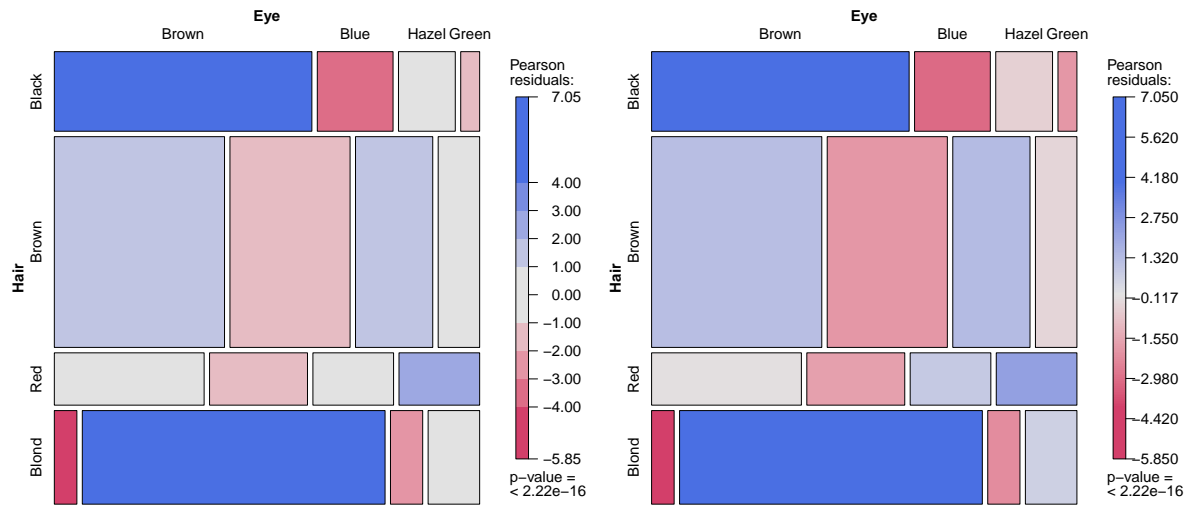 Eye
Brown Blue Hazel Green
Hair
Black
Brown
Red
Blond
Pearson
residuals:
7.05
4.00
3.00
2.00
1.00
0.00
−1.00
−2.00
−3.00
−4.00
−5.85
p−value =
< 2.22e−16
Eye
Brown Blue Hazel Green
Hair
Black
Brown
Red
Blond
Pearson
residuals:
7.050
5.620
4.180
2.750
1.320
−0.117
−1.550
−2.980
−4.420
−5.850
p−value =
< 2.22e−16